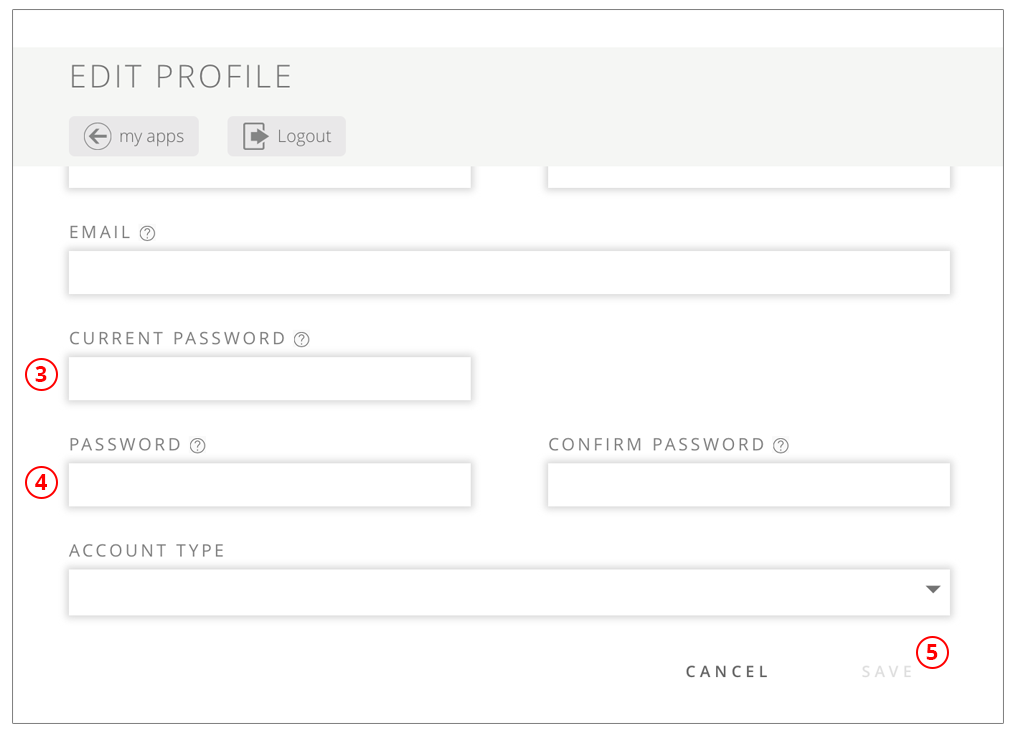 EDIT PROFILE
my apps Logout
EMAIL ?
CURRENT PASSWORD ?
3
PASSWORD ? CONFIRM PASSWORD ?
4
ACCOUNT TYPE
5
CANCEL SAVE